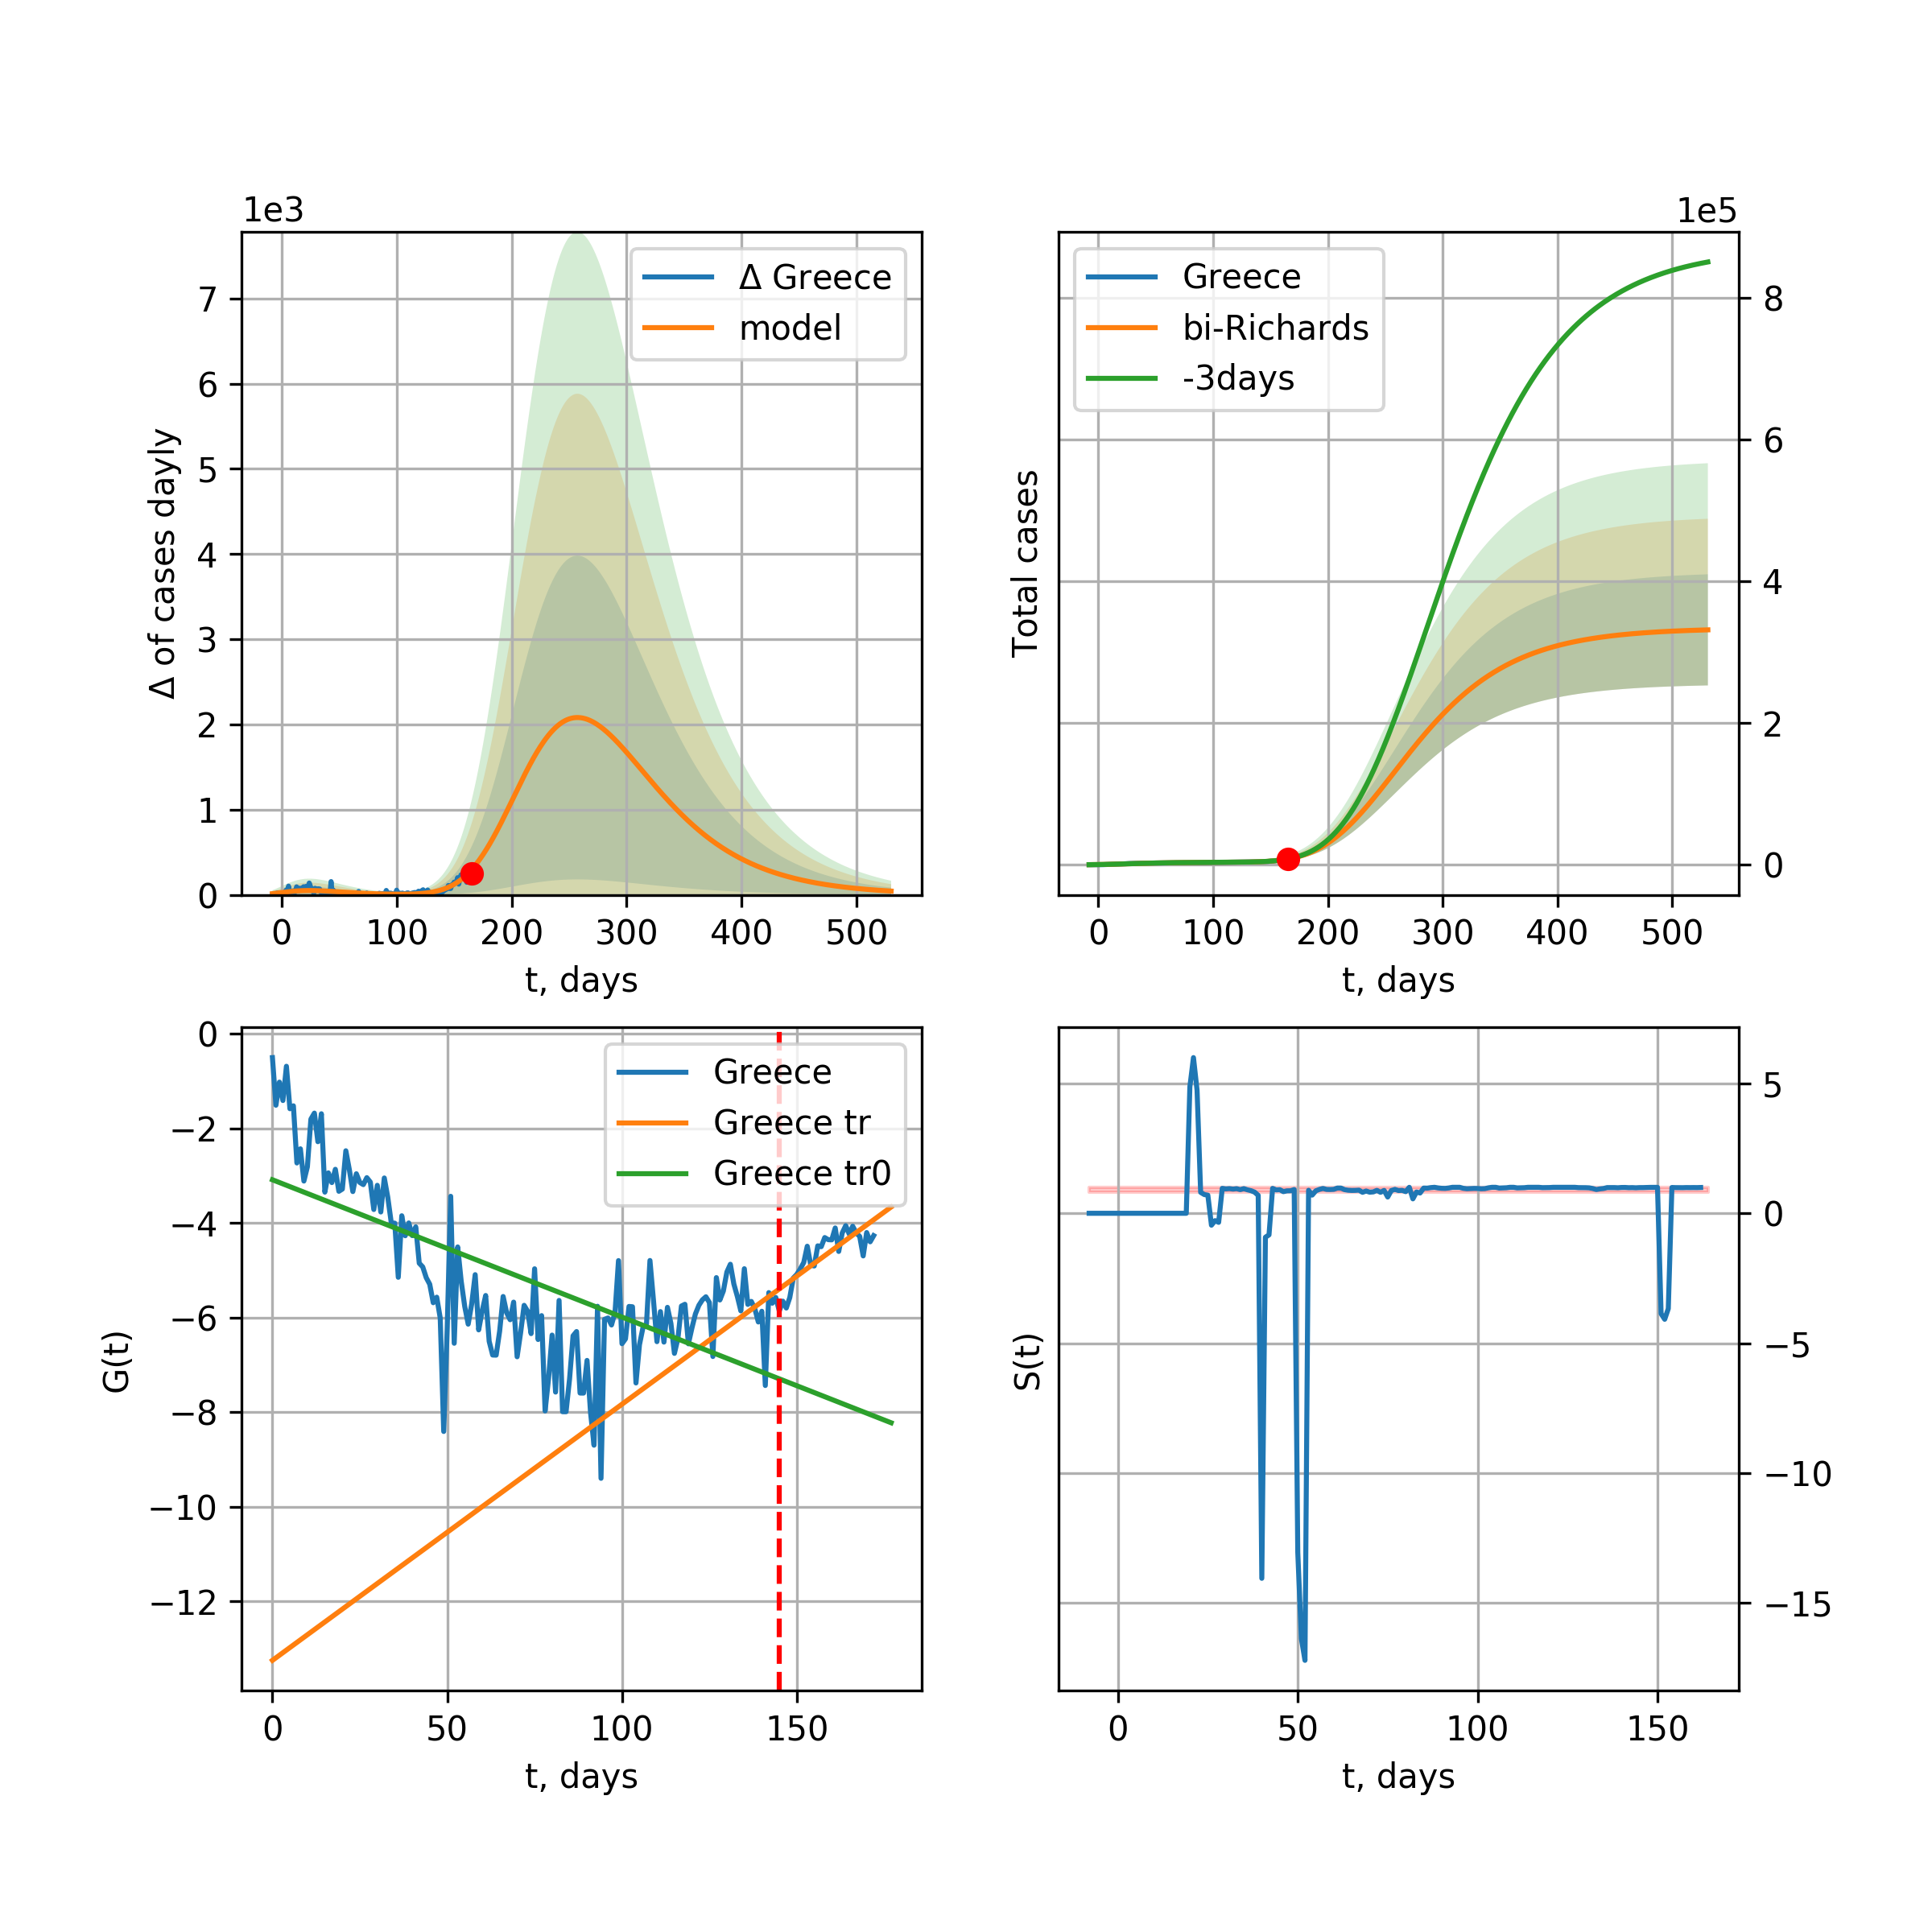 1e3
Δ Greece
model
7
6
5
4
3
2
1
0
Δ of cases dayly
0 100 200 300 400 500
t, days
1e5
Greece
bi-Richards
-3days
8
6
4
2
0
Total cases
0 100 200 300 400 500
t, days
Greece
Greece tr
Greece tr0
0
−2
−4
−6
−8
−10
−12
G(t)
0 50 100 150
t, days
5
0
−5
−10
−15
S(t)
0 50 100 150
t, days